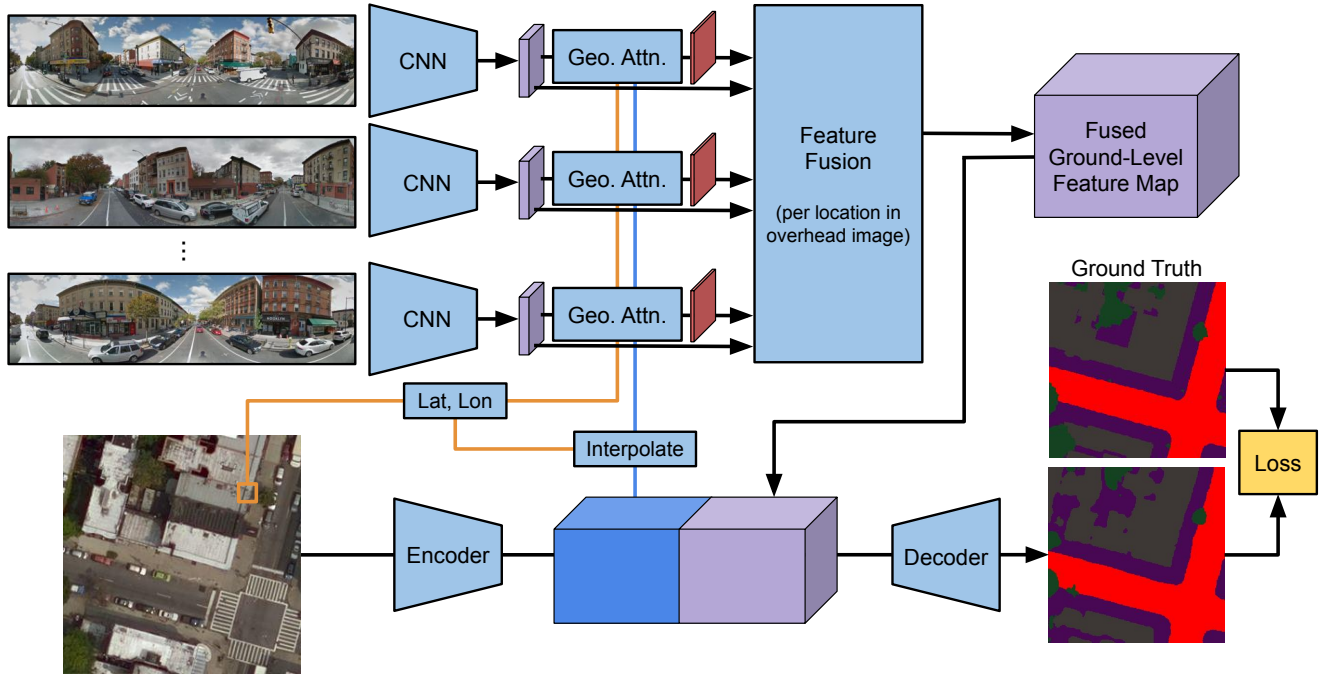 CNN
Geo. Attn.
CNN
Geo. Attn.
⋮
CNN
Geo. Attn.
Feature
Fusion
(per location in
overhead image)
Fused
Ground-Level
Feature Map
Lat, Lon
Interpolate
Encoder
Decoder
Ground Truth
Loss